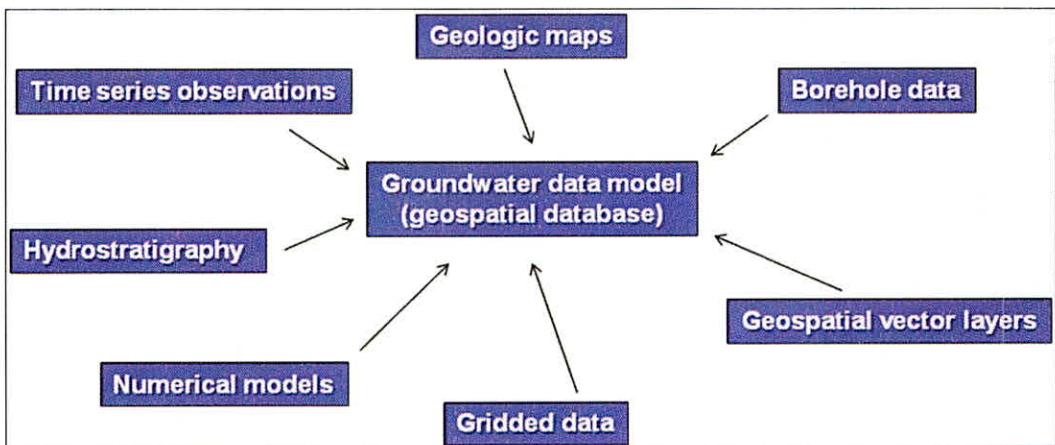 Geologic maps
Time series observations
Borehole data
Groundwater data model
(geospatial database)
Hydrostratigraphy
Geospatial vector layers
Numerical models
Gridded data